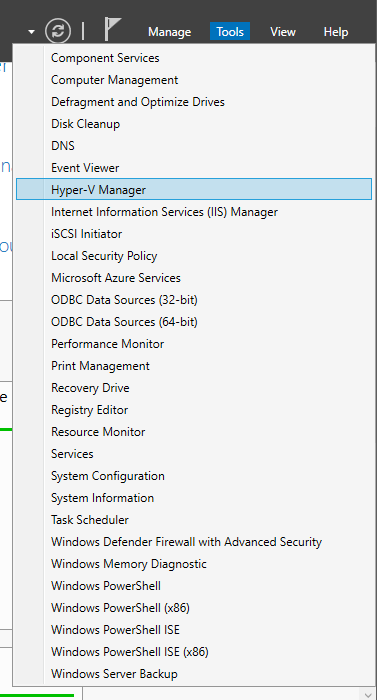 Manage Tools View Help
Component Services
Computer Management
Defragment and Optimize Drives
Disk Cleanup
DNS
Event Viewer
Hyper-V Manager
Internet Information Services (IIS) Manager
iSCSI Initiator
Local Security Policy
Microsoft Azure Services
ODBC Data Sources (32-bit)
ODBC Data Sources (64-bit)
Performance Monitor
Print Management
Recovery Drive
Registry Editor
Resource Monitor
Services
System Configuration
System Information
Task Scheduler
Windows Defender Firewall with Advanced Security
Windows Memory Diagnostic
Windows PowerShell
Windows PowerShell (x86)
Windows PowerShell ISE
Windows PowerShell ISE (x86)
Windows Server Backup